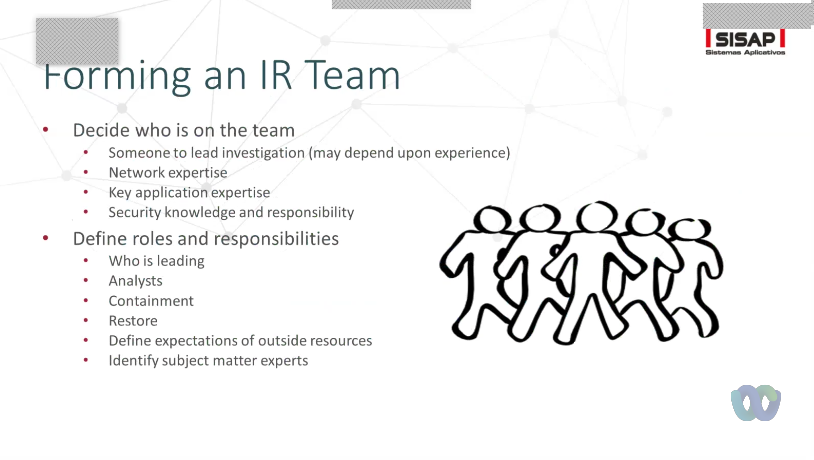 SISAP
Sistemas Aplicativos
Forming an IR Team
• Decide who is on the team
• Someone to lead investigation (may depend upon experience)
• Network expertise
• Key application expertise
• Security knowledge and responsibility
• Define roles and responsibilities
• Who is leading
• Analysts
• Containment
• Restore
• Define expectations of outside resources
• Identify subject matter experts